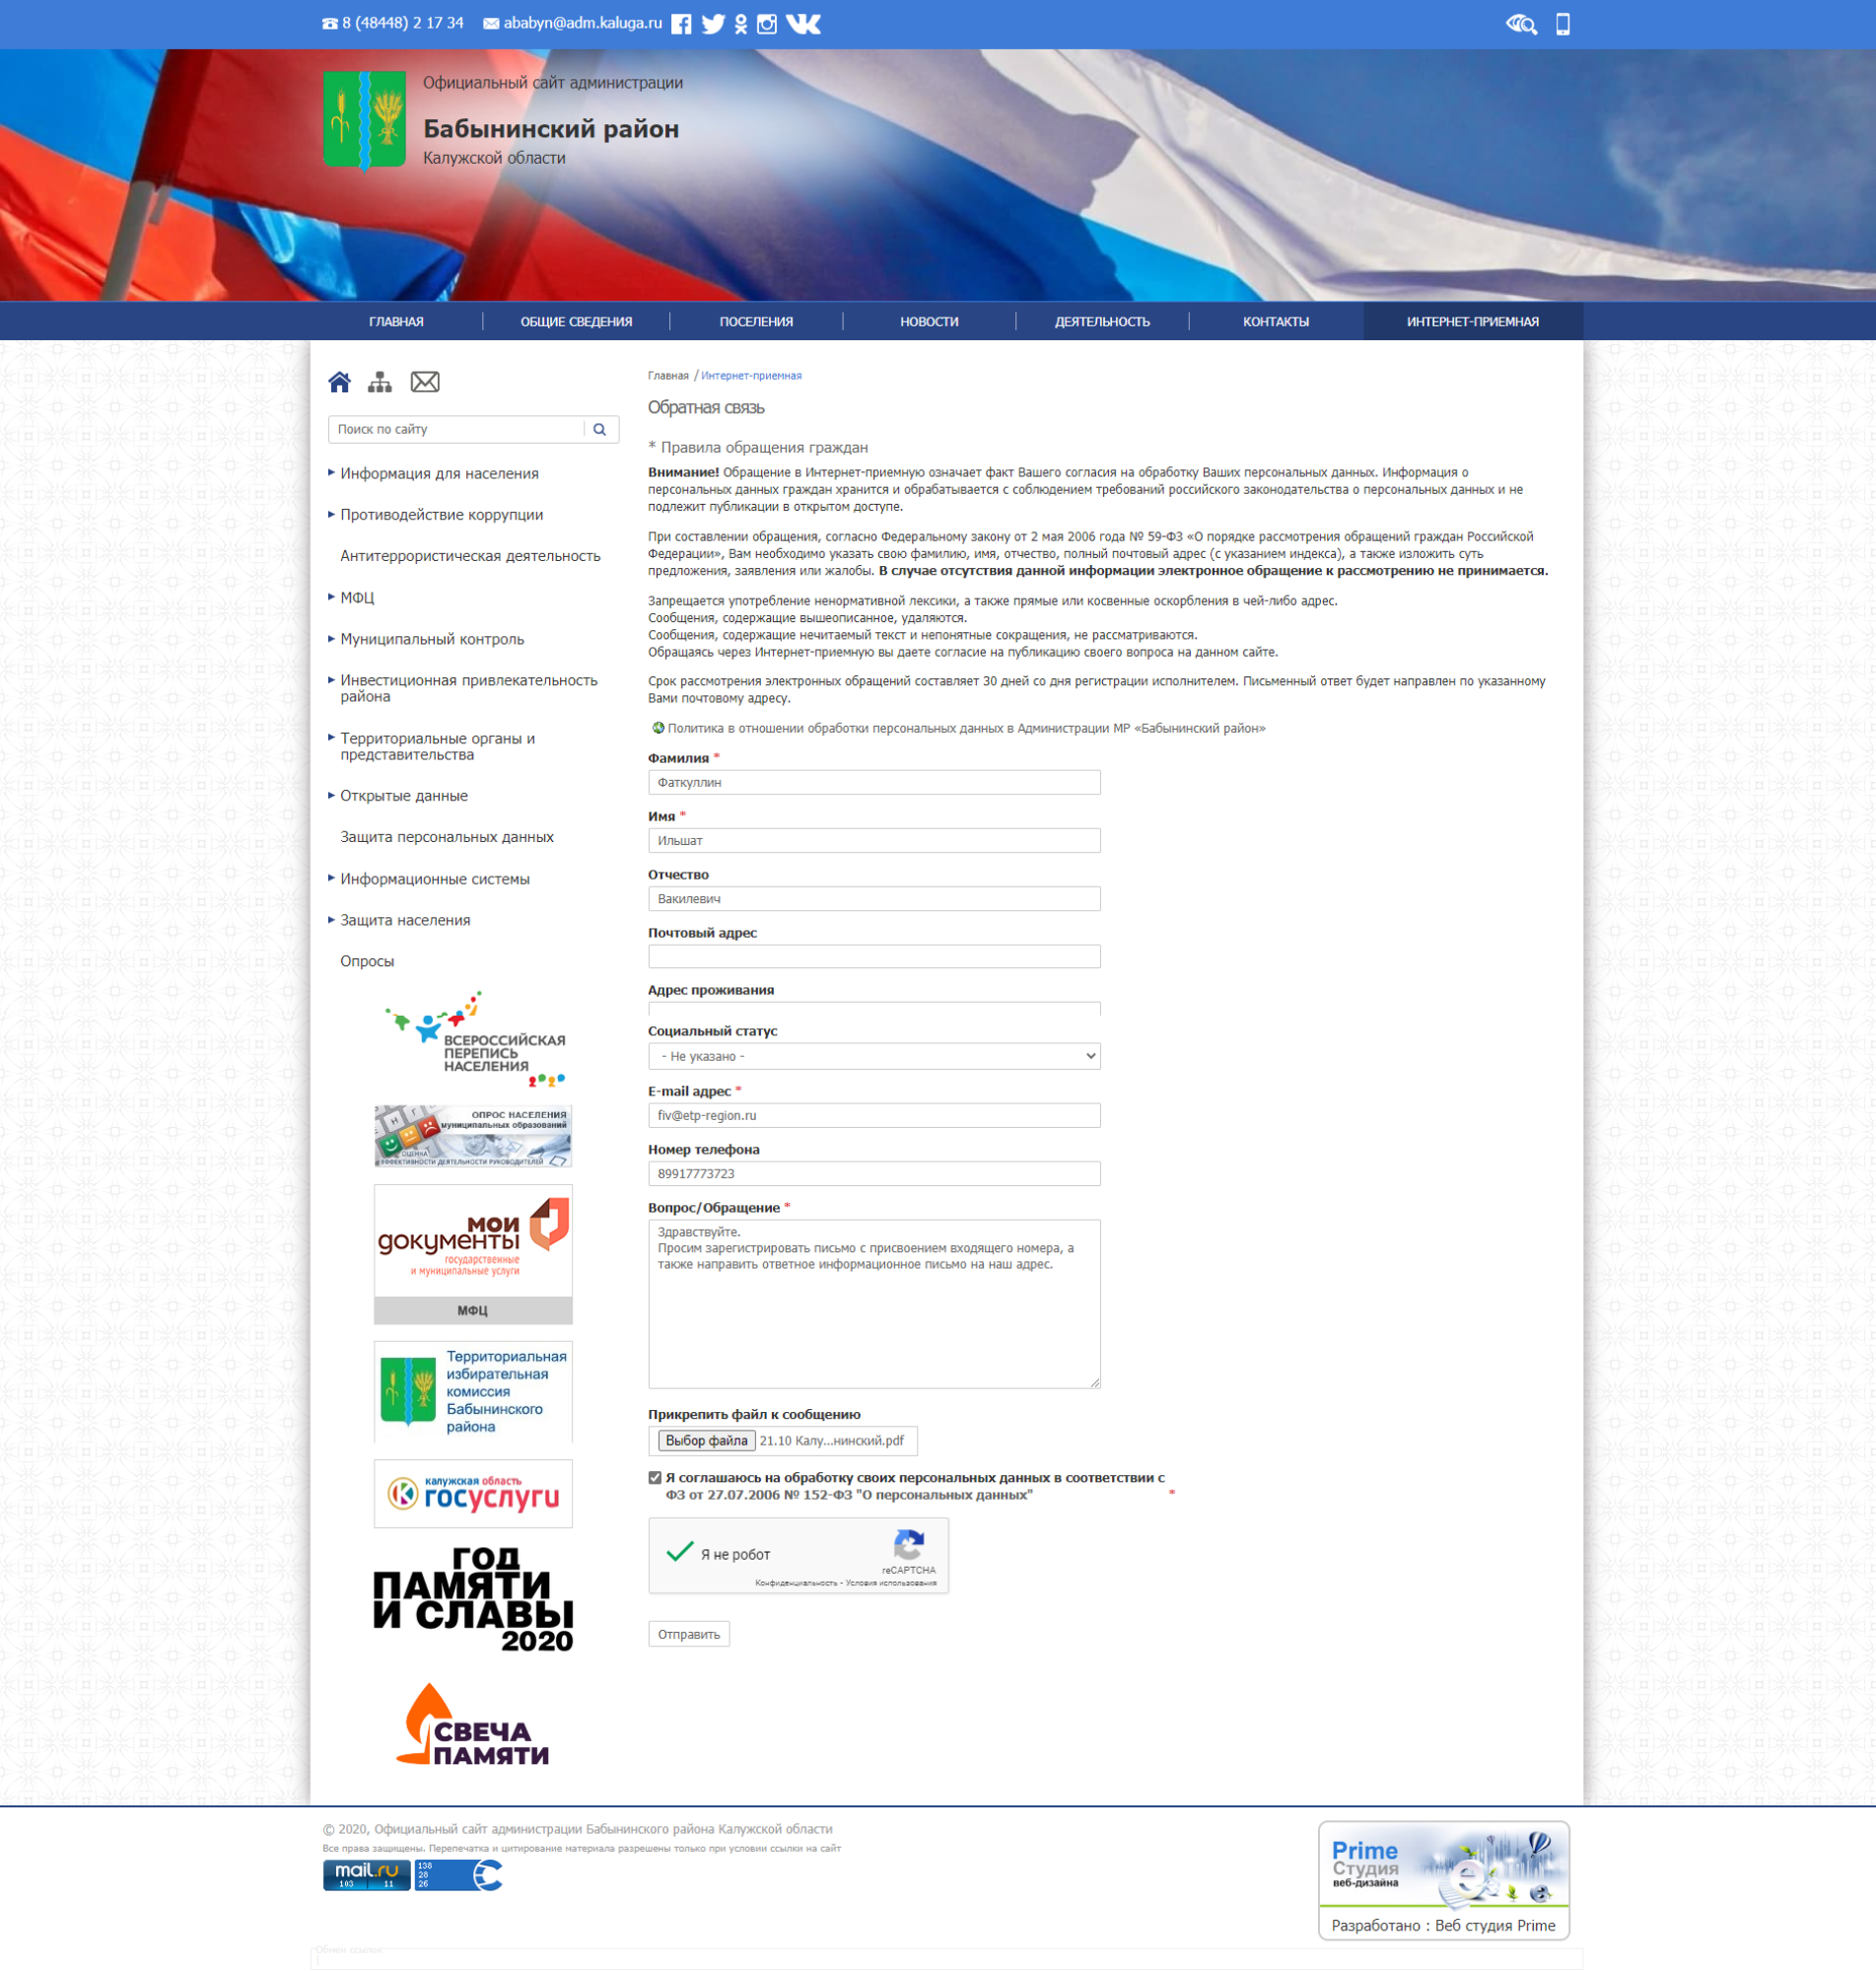 8 (48448) 2 17 34 ababyn@adm.kaluga.ru
Официальный сайт администрации
Бабынинский район
Калужской области
ГЛАВНАЯ ОБЩИЕ СВЕДЕНИЯ ПОСЕЛЕНИЯ НОВОСТИ ДЕЯТЕЛЬНОСТЬ КОНТАКТЫ ИНТЕРНЕТ-ПРИЕМНАЯ
Поиск по сайту
Информация для населения
Противодействие коррупции
Антитеррористическая деятельность
МФЦ
Муниципальный контроль
Инвестиционная привлекательность
района
Территориальные органы и
представительства
Открытые данные
Защита персональных данных
Информационные системы
Защита населения
Опросы
ВСЕРОССИЙСКАЯ
ПЕРЕПИСЬ
НАСЕЛЕНИЯ
2020
ОПРОС НАСЕЛЕНИЯ
муниципальных образований
ОЦЕНКА
ЭФФЕКТИВНОСТИ ДЕЯТЕЛЬНОСТИ РУКОВОДИТЕЛЕЙ
мои
документы
государственные
и муниципальные услуги
МФЦ
Территориальная
избирательная
комиссия
Бабынинского
района
калужская область
госуслуги
ГОД
ПАМЯТИ
И СЛАВЫ
2020
СВЕЧА
ПАМЯТИ
Главная / Интернет-приемная
Обратная связь
* Правила обращения граждан
Внимание! Обращение в Интернет-приемную означает факт Вашего согласия на обработку Ваших персональных данных. Информация о
персональных данных граждан хранится и обрабатывается с соблюдением требований российского законодательства о персональных данных и не
подлежит публикации в открытом доступе.
При составлении обращения, согласно Федеральному закону от 2 мая 2006 года № 59-ФЗ «О порядке рассмотрения обращений граждан Российской
Федерации», Вам необходимо указать свою фамилию, имя, отчество, полный почтовый адрес (с указанием индекса), а также изложить суть
предложения, заявления или жалобы. В случае отсутствия данной информации электронное обращение к рассмотрению не принимается.
Запрещается употребление ненормативной лексики, а также прямые или косвенные оскорбления в чей-либо адрес.
Сообщения, содержащие вышеописанное, удаляются.
Сообщения, содержащие нечитаемый текст и непонятные сокращения, не рассматриваются.
Обращаясь через Интернет-приемную вы даете согласие на публикацию своего вопроса на данном сайте.
Срок рассмотрения электронных обращений составляет 30 дней со дня регистрации исполнителем. Письменный ответ будет направлен по указанному
Вами почтовому адресу.
Политика в отношении обработки персональных данных в Администрации МР «Бабынинский район»
Фамилия *
Фаткуллин
Имя *
Ильшат
Отчество
Вакилевич
Почтовый адрес
Адрес проживания
Социальный статус
- Не указано -
E-mail адрес *
fiv@etp-region.ru
Номер телефона
89917773723
Вопрос/Обращение *
Здравствуйте.
Просим зарегистрировать письмо с присвоением входящего номера, а
также направить ответное информационное письмо на наш адрес.
Прикрепить файл к сообщению
Выбор файла 21.10 Калу...нинский.pdf
Я соглашаюсь на обработку своих персональных данных в соответствии с
ФЗ от 27.07.2006 № 152-ФЗ "О персональных данных" *
Я не робот
reCAPTCHA
Конфиденциальность - Условия использования
Отправить
© 2020, Официальный сайт администрации Бабынинского района Калужской области
Все права защищены. Перепечатка и цитирование материала разрешены только при условии ссылки на сайт
mail.ru
103 11
138
28
26
Prime
Студия
веб-дизайна
Разработано : Веб студия Prime
Обмен ссылок